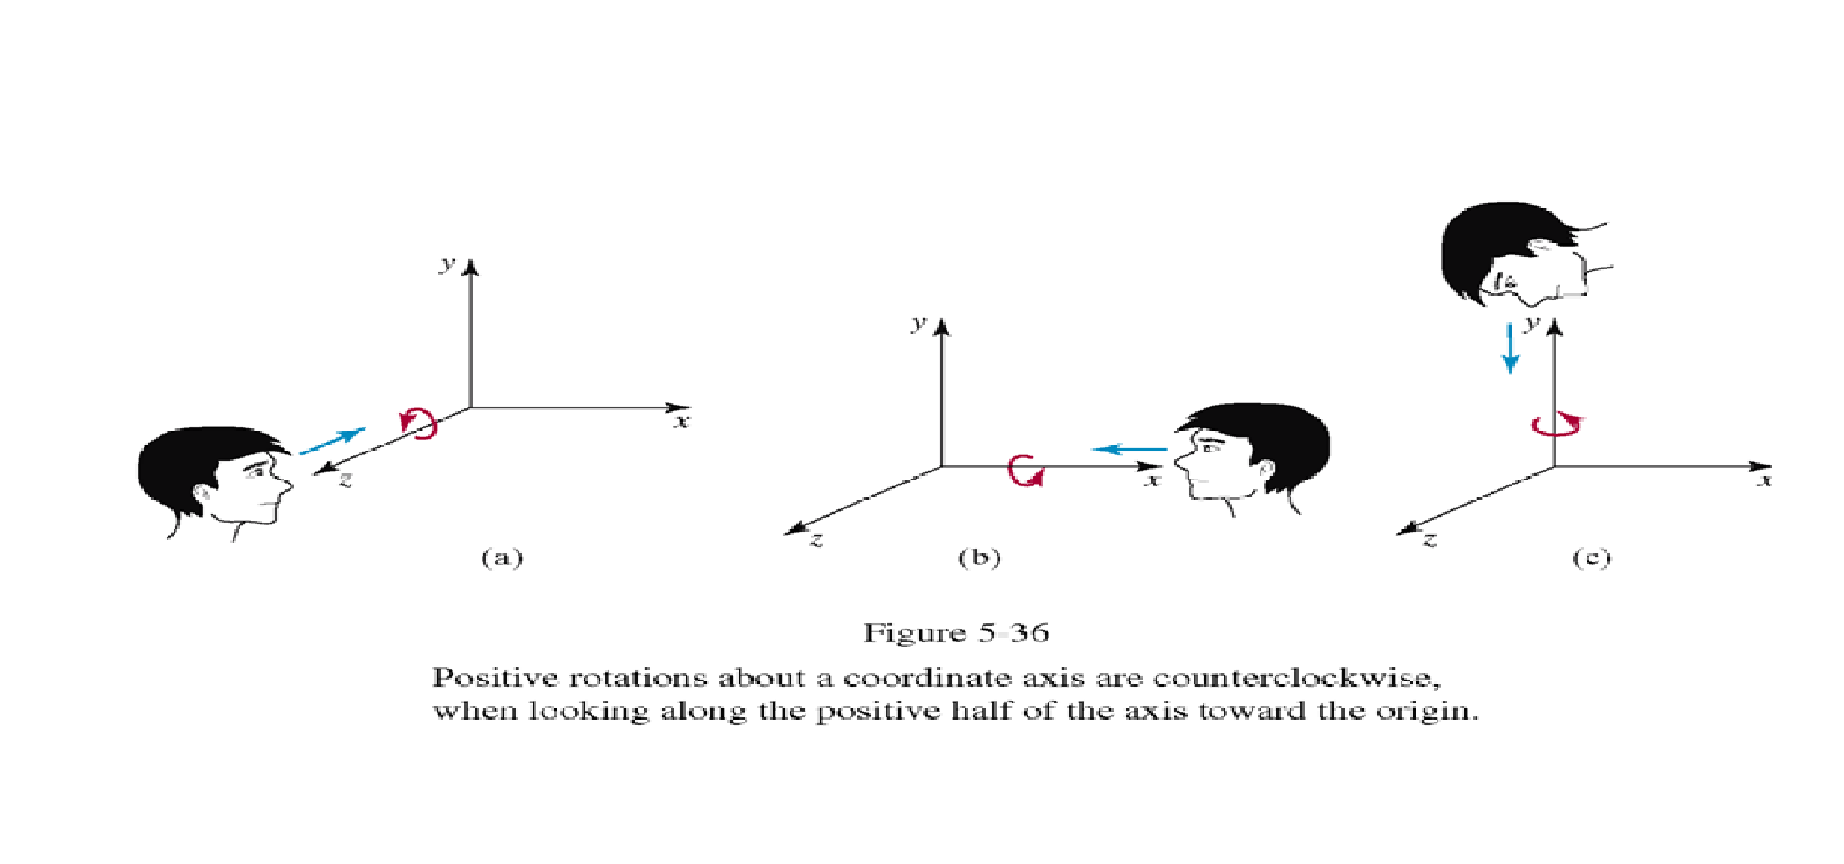 y
x
z
(a)
y
x
z
(b)
y
x
z
(c)
Figure 5-36
Positive rotations about a coordinate axis are counterclockwise,
when looking along the positive half of the axis toward the origin.